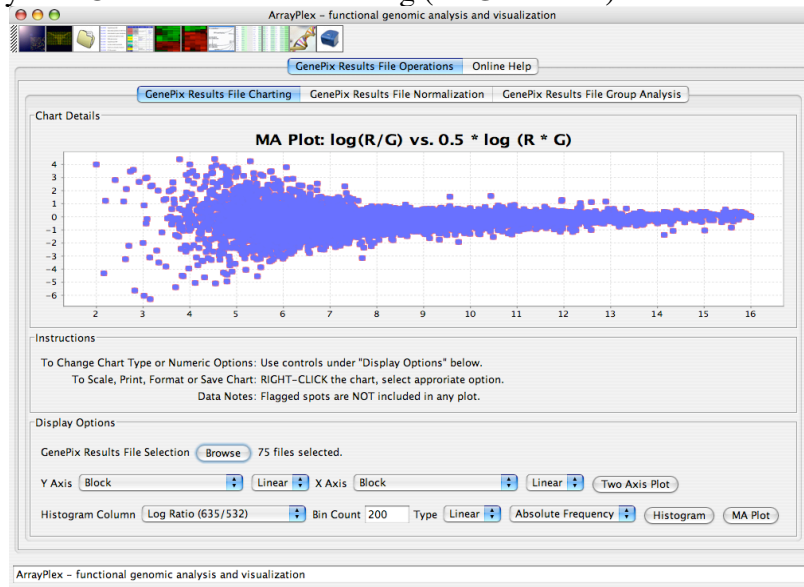 ArrayPlex - functional genomic analysis and visualization
GenePix Results File Operations Online Help
GenePix Results File Charting GenePix Results File Normalization GenePix Results File Group Analysis
Chart Details
MA Plot: log(R/G) vs. 0.5 * log (R * G)
4
3
2
1
0
-1
-2
-3
-4
-5
-6
2 3 4 5 6 7 8 9 10 11 12 13 14 15 16
Instructions
To Change Chart Type or Numeric Options: Use controls under "Display Options" below.
To Scale, Print, Format or Save Chart: RIGHT-CLICK the chart, select approriate option.
Data Notes: Flagged spots are NOT included in any plot.
Display Options
GenePix Results File Selection Browse 75 files selected.
Y Axis Block Linear X Axis Block Linear Two Axis Plot
Histogram Column Log Ratio (635/532) Bin Count 200 Type Linear Absolute Frequency Histogram MA Plot
ArrayPlex - functional genomic analysis and visualization